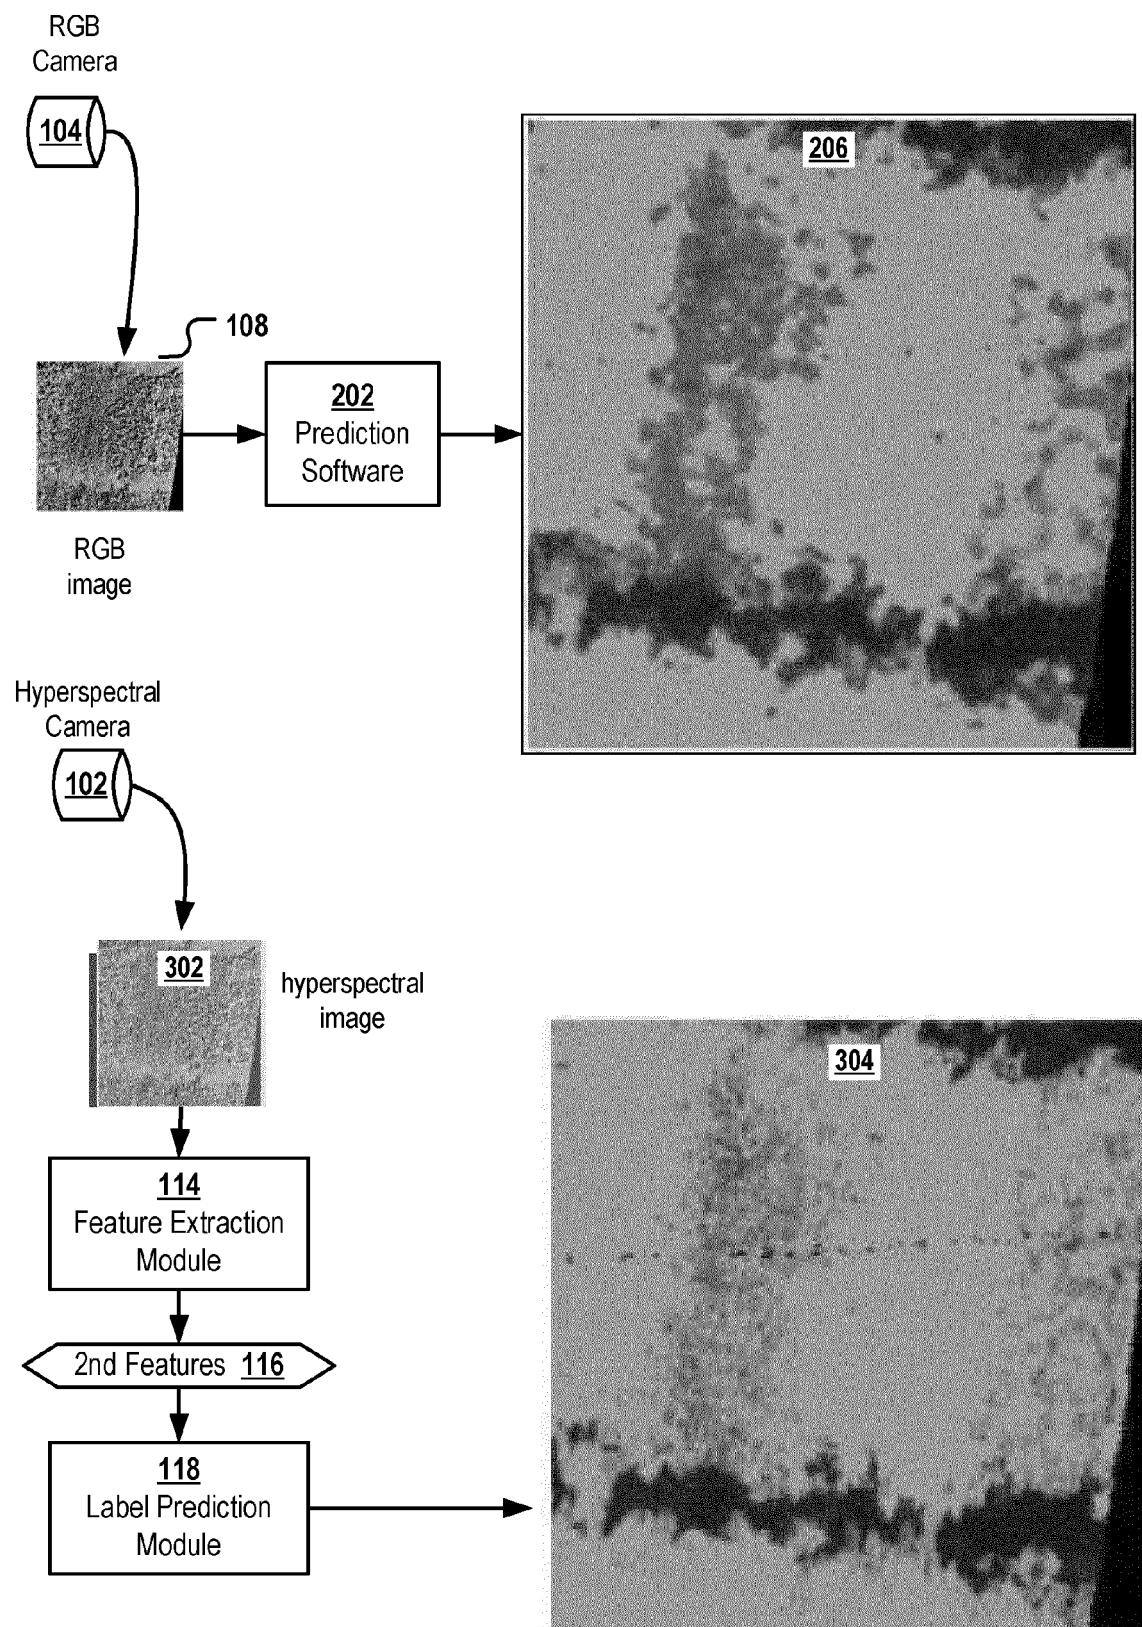 RGB
Camera
104
206
108
202
Prediction
Software
RGB
image
Hyperspectral
Camera
102
302
hyperspectral
image
304
114
Feature Extraction
Module
2nd Features 116
118
Label Prediction
Module